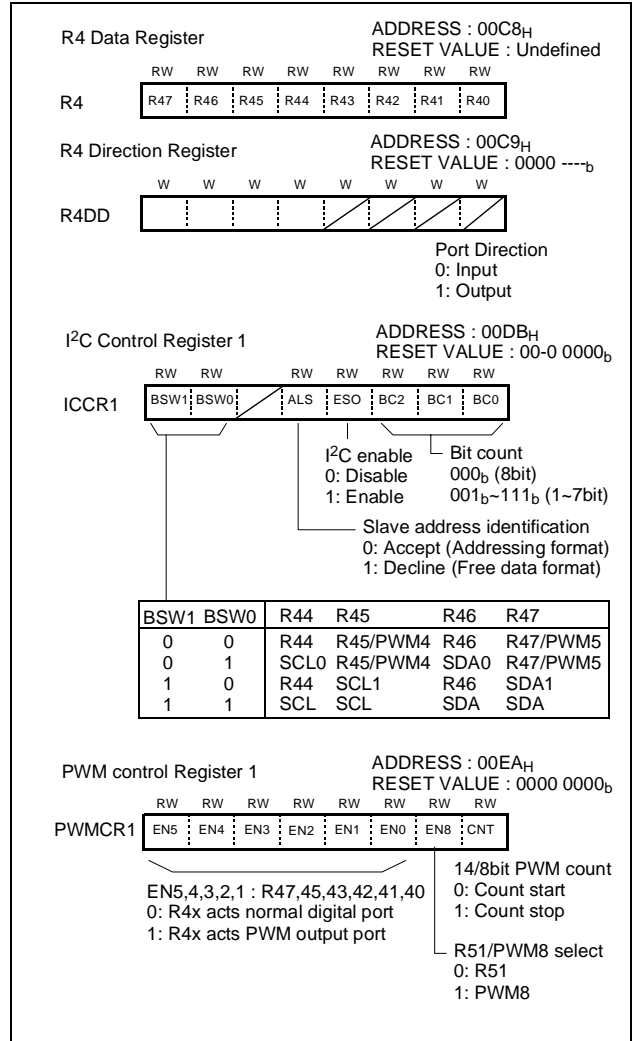 R4 Data Register
ADDRESS : 00C8H
RESET VALUE : Undefined
RW RW RW RW RW RW RW RW
R4 R47 R46 R45 R44 R43 R42 R41 R40
R4 Direction Register
ADDRESS : 00C9H
RESET VALUE : 0000 ----b
W W W W W W W W
R4DD
Port Direction
0: Input
1: Output
I2C Control Register 1
ADDRESS : 00DBH
RESET VALUE : 00-0 0000b
RW RW RW RW RW RW RW
ICCR1 BSW1 BSW0 ALS ESO BC2 BC1 BC0
I2C enable
0: Disable
1: Enable
Bit count
000b (8bit)
001b~111b (1~7bit)
Slave address identification
0: Accept (Addressing format)
1: Decline (Free data format)
BSW1 BSW0 R44 R45 R46 R47
0 0 R44 R45/PWM4 R46 R47/PWM5
0 1 SCL0 R45/PWM4 SDA0 R47/PWM5
1 0 R44 SCL1 R46 SDA1
1 1 SCL SCL SDA SDA
PWM control Register 1
ADDRESS : 00EAH
RESET VALUE : 0000 0000b
RW RW RW RW RW RW RW RW
PWMCR1 EN5 EN4 EN3 EN2 EN1 EN0 EN8 CNT
EN5,4,3,2,1 : R47,45,43,42,41,40
0: R4x acts normal digital port
1: R4x acts PWM output port
14/8bit PWM count
0: Count start
1: Count stop
R51/PWM8 select
0: R51
1: PWM8